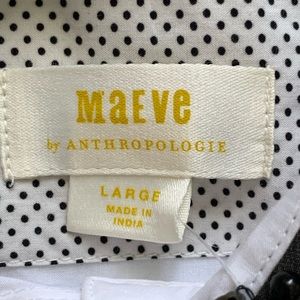 MaEVe
by ANTHROPOLOGIE
LARGE
MADE IN
INDIA